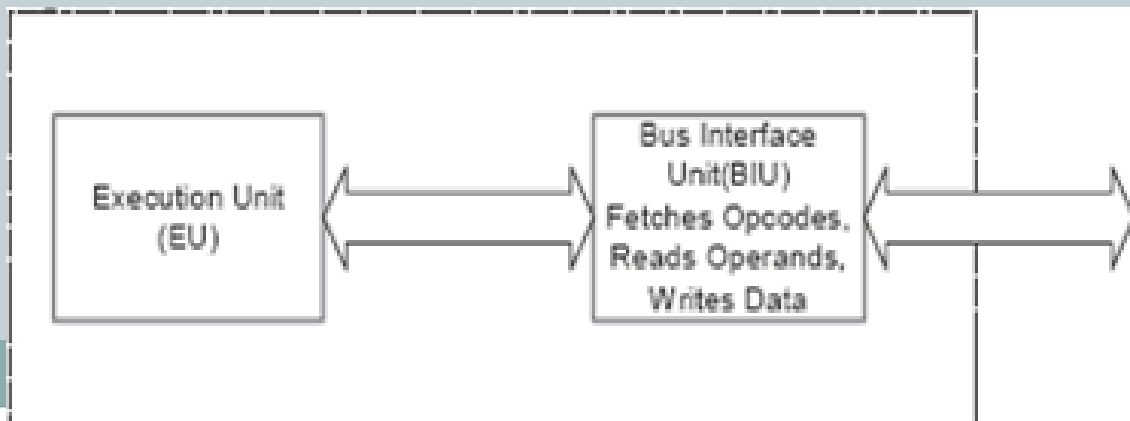 Execution Unit
(EU)
Bus Interface
Unit(BIU)
Fetches Opcodes,
Reads Operands,
Writes Data